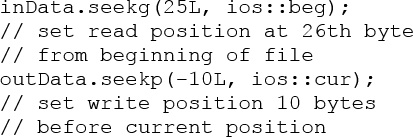 inData.seekg(25L, ios::beg);
// set read position at 26th byte
// from beginning of file
outData.seekp(-10L, ios::cur);
// set write position 10 bytes
// before current position